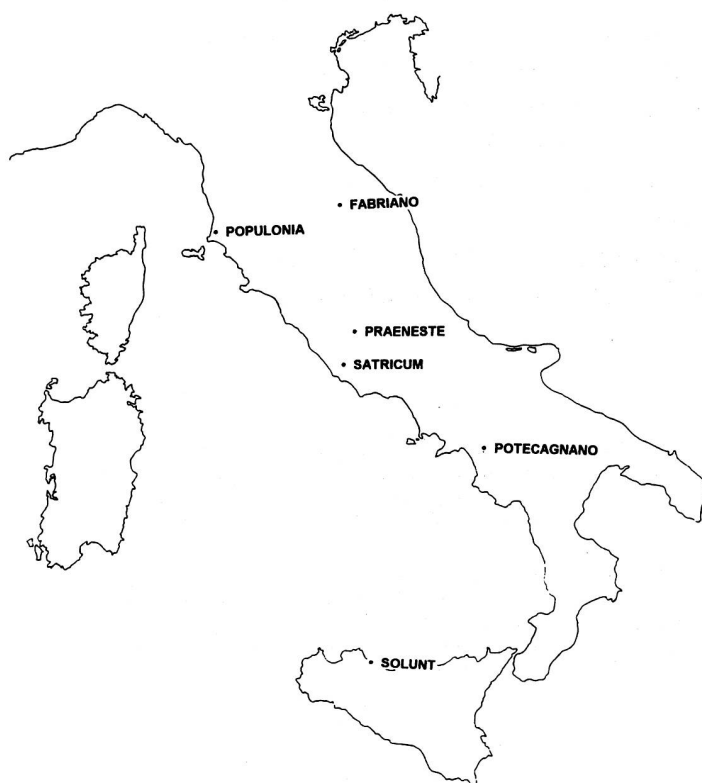 FABRIANO
POPULONIA
PRAENESTE
SATRICUM
POTECAGNANO
SOLUNT